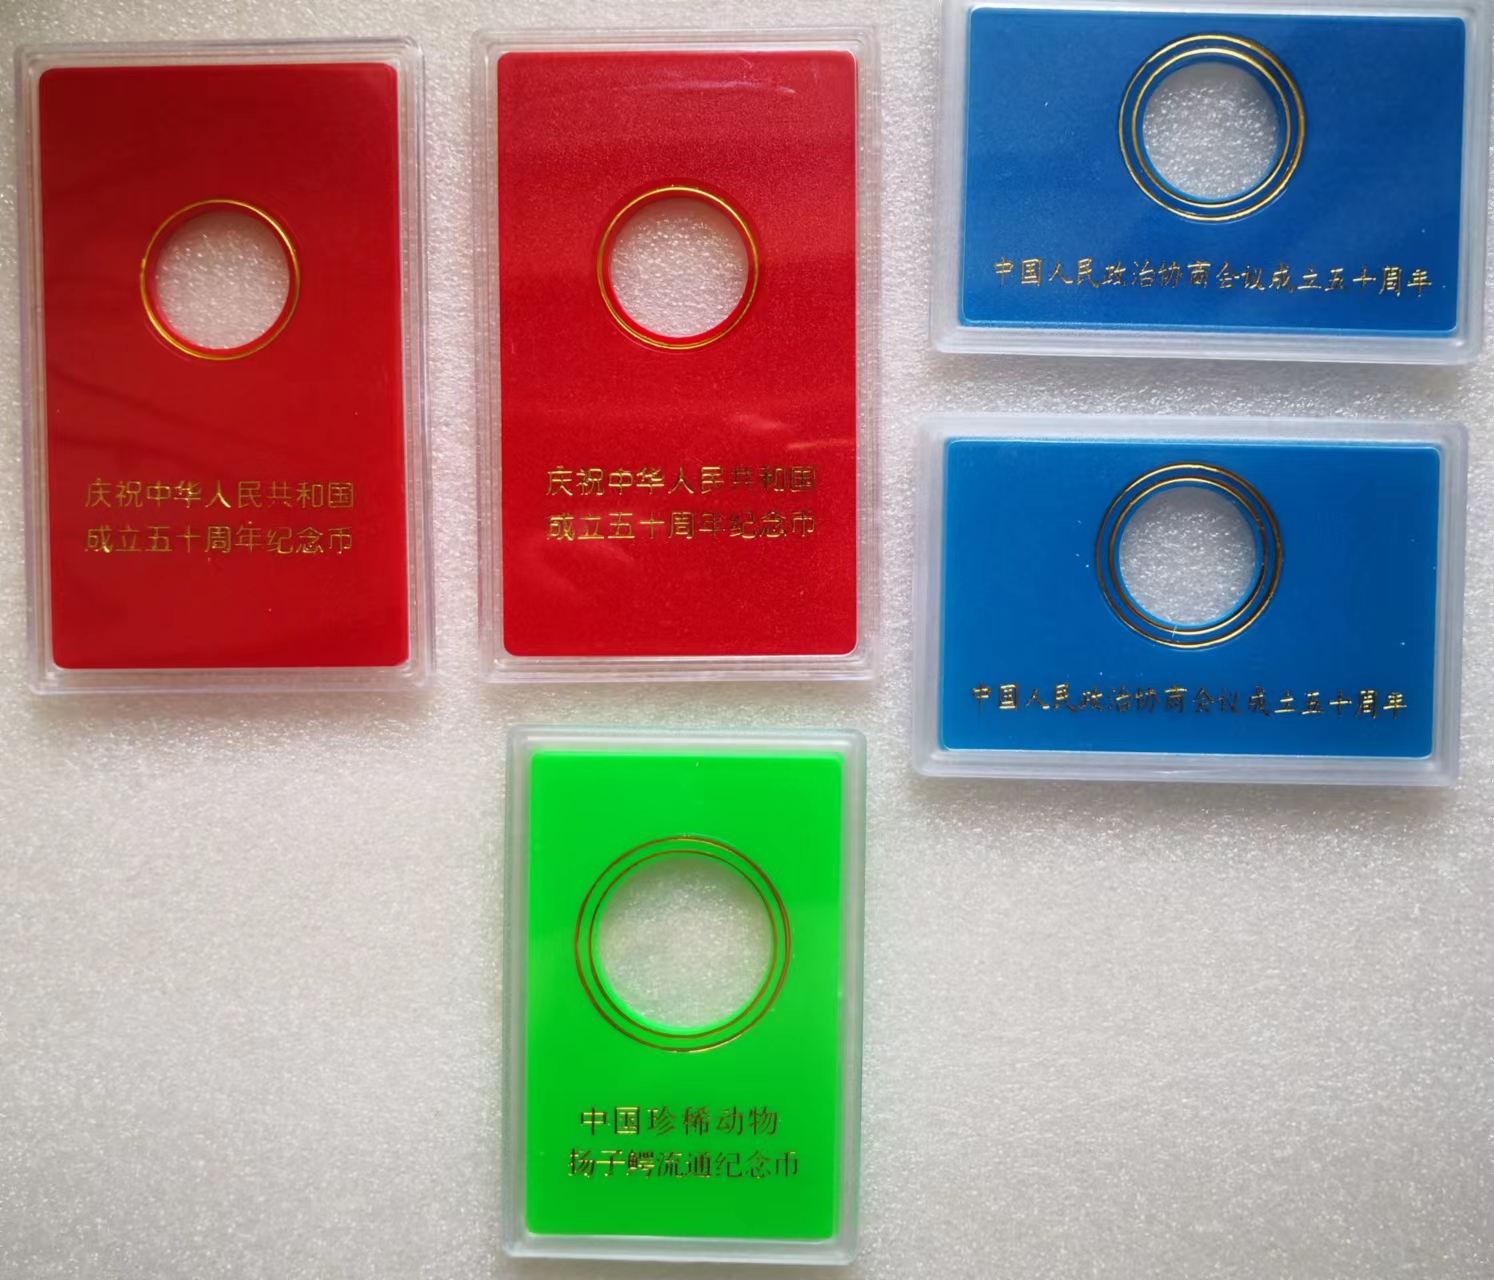 庆祝中华人民共和国
成立五十周年纪念币
庆祝中华人民共和国
成立五十周年纪念币
中国人民政治协商会议成立五十周年
中国人民政治协商会议成立五十周年
中国珍稀动物
扬子鳄流通纪念币